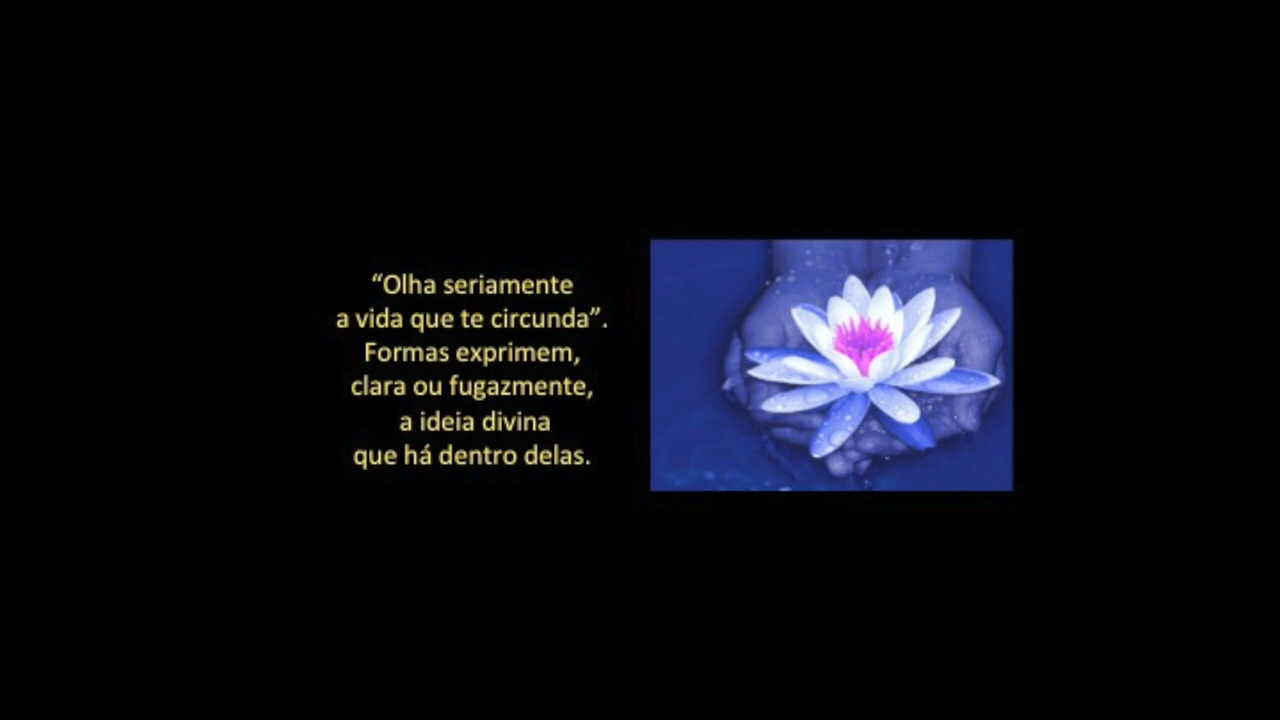 “Olha seriamente
a vida que te circunda”.
Formas exprimem,
clara ou fugazmente,
a ideia divina
que há dentro delas.